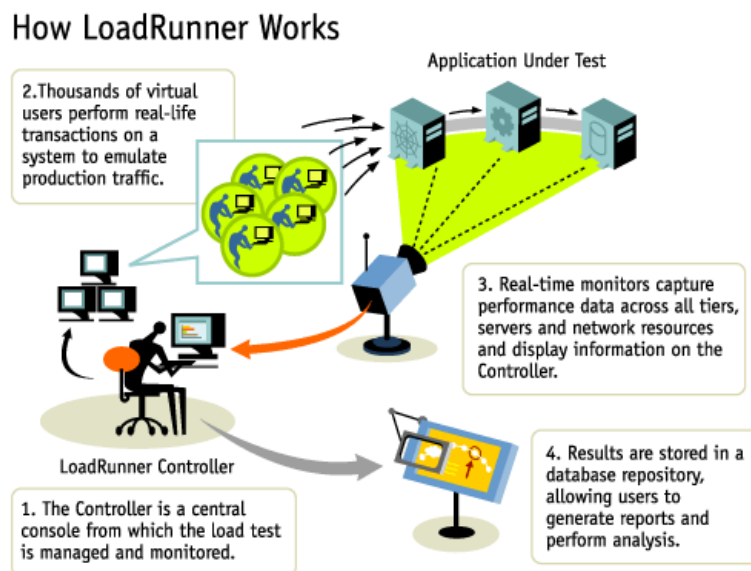 How LoadRunner Works
Application Under Test
2.Thousands of virtual
users perform real-life
transactions on a
system to emulate
production traffic.
3. Real-time monitors capture
performance data across all tiers,
servers and network resources
and display information on the
Controller.
LoadRunner Controller
1. The Controller is a central
console from which the load test
is managed and monitored.
4. Results are stored in a
database repository,
allowing users to
generate reports and
perform analysis.